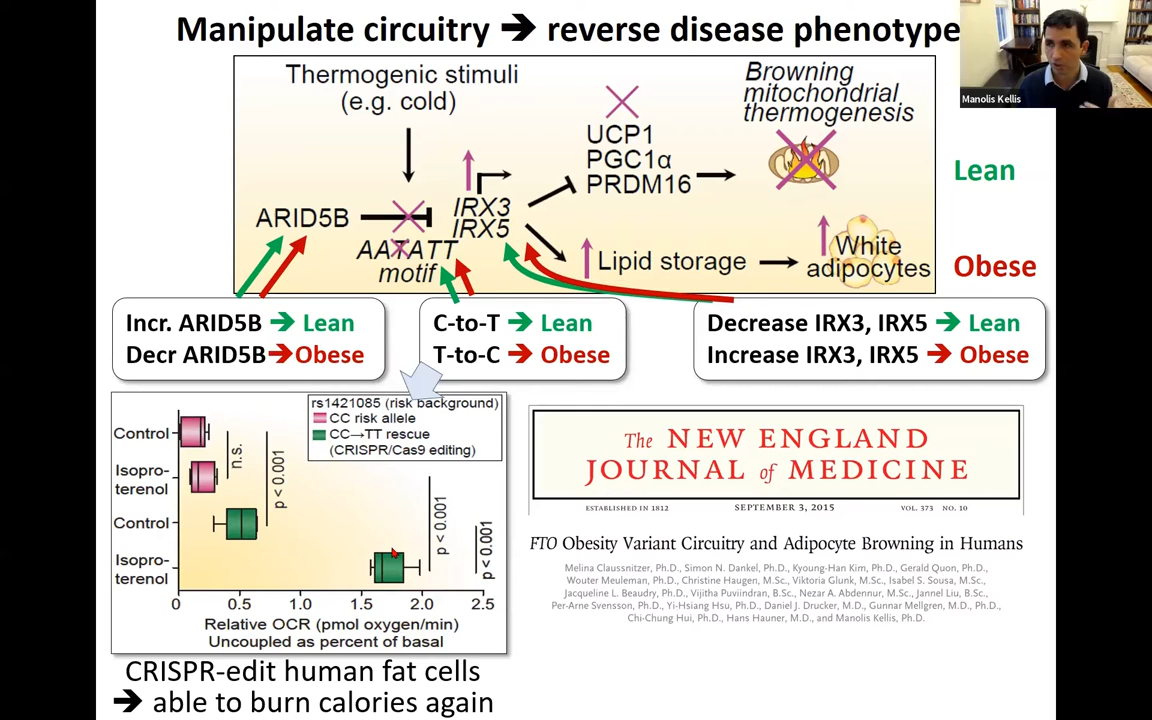 Manipulate circuitry ➔ reverse disease phenotype
Manolis Kellis
Thermogenic stimuli
(e.g. cold)
ARID5B
AATATT
motif
IRX3
IRX5
UCP1
PGC1α
PRDM16
Browning
mitochondrial
thermogenesis
Lipid storage
White
adipocytes
Lean
Obese
Incr. ARID5B ➔ Lean
Decr ARID5B➔Obese
C-to-T ➔ Lean
T-to-C ➔ Obese
Decrease IRX3, IRX5 ➔ Lean
Increase IRX3, IRX5 ➔ Obese
rs1421085 (risk background)
CC risk allele
CC→TT rescue
(CRISPR/Cas9 editing)
Control
Isopro-
terenol
Control
Isopro-
terenol
n.s.
p < 0.001
p < 0.001
p < 0.001
0 0.5 1.0 1.5 2.0 2.5
Relative OCR (pmol oxygen/min)
Uncoupled as percent of basal
CRISPR-edit human fat cells
➔ able to burn calories again
The NEW ENGLAND
JOURNAL of MEDICINE
ESTABLISHED IN 1812 SEPTEMBER 3, 2015 VOL. 373 NO. 10
FTO Obesity Variant Circuitry and Adipocyte Browning in Humans
Melina Claussnitzer, Ph.D., Simon N. Dankel, Ph.D., Kyoung-Han Kim, Ph.D., Gerald Quon, Ph.D.,
Wouter Meuleman, Ph.D., Christine Haugen, M.Sc., Viktoria Glunk, M.Sc., Isabel S. Sousa, M.Sc.,
Jacqueline L. Beaudry, Ph.D., Vijitha Puviindran, B.Sc., Nezar A. Abdennur, M.Sc., Jannel Liu, B.Sc.,
Per-Arne Svensson, Ph.D., Yi-Hsiang Hsu, Ph.D., Daniel J. Drucker, M.D., Gunnar Mellgren, M.D., Ph.D.,
Chi-Chung Hui, Ph.D., Hans Hauner, M.D., and Manolis Kellis, Ph.D.